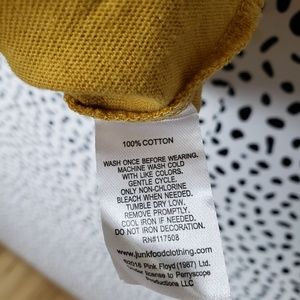 100% COTTON
WASH ONCE BEFORE WEARING.
MACHINE WASH COLD
WITH LIKE COLORS.
GENTLE CYCLE.
ONLY NON-CHLORINE
BLEACH WHEN NEEDED.
TUMBLE DRY LOW.
REMOVE PROMPTLY.
COOL IRON IF NEEDED.
DO NOT IRON DECORATION.
RN#117508
www.junkfoodclothing.com
©2016 Pink Floyd (1987) Ltd.
Under license to Perryscope
Productions LLC